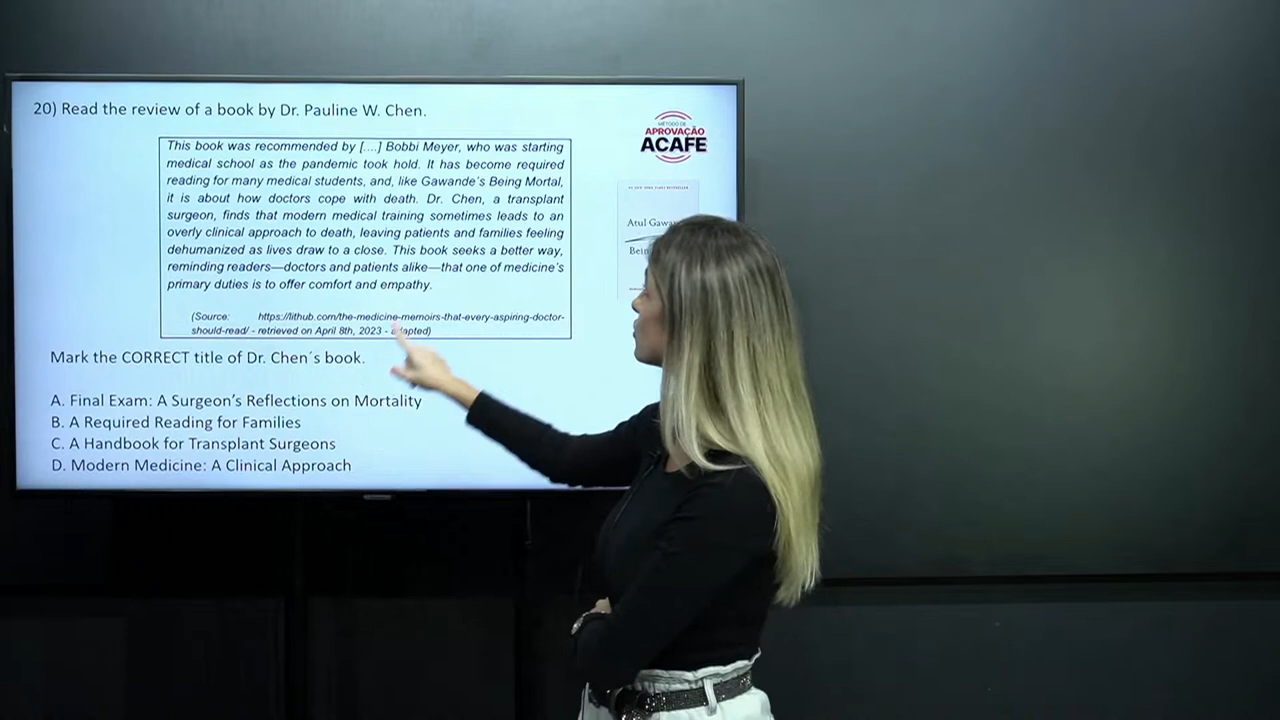 20) Read the review of a book by Dr. Pauline W. Chen.
This book was recommended by [....] Bobbi Meyer, who was starting
medical school as the pandemic took hold. It has become required
reading for many medical students, and, like Gawande's Being Mortal,
it is about how doctors cope with death. Dr. Chen, a transplant
surgeon, finds that modern medical training sometimes leads to an
overly clinical approach to death, leaving patients and families feeling
dehumanized as lives draw to a close. This book seeks a better way,
reminding readers—doctors and patients alike—that one of medicine's
primary duties is to offer comfort and empathy.
(Source: https://lithub.com/the-medicine-memoirs-that-every-aspiring-doctor-
should-read/ - retrieved on April 8th, 2023 - adapted)
Mark the CORRECT title of Dr. Chen´s book.
A. Final Exam: A Surgeon's Reflections on Mortality
B. A Required Reading for Families
C. A Handbook for Transplant Surgeons
D. Modern Medicine: A Clinical Approach
MÉTODO DE
APROVAÇÃO
ACAFE
Atul